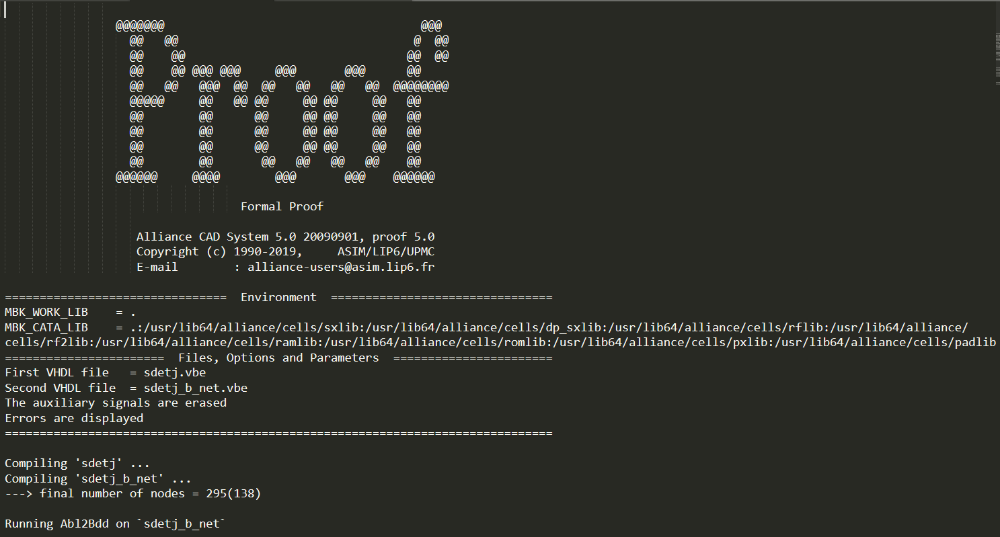 Proof
Formal Proof
Alliance CAD System 5.0 20090901, proof 5.0
Copyright (c) 1990-2019,     ASIM/LIP6/UPMC
E-mail        : alliance-users@asim.lip6.fr
================================  Environment  ================================
MBK_WORK_LIB    = .
MBK_CATA_LIB    = .:/usr/lib64/alliance/cells/sxlib:/usr/lib64/alliance/cells/dp_sxlib:/usr/lib64/alliance/cells/rflib:/usr/lib64/alliance/
cells/rf2lib:/usr/lib64/alliance/cells/ramlib:/usr/lib64/alliance/cells/romlib:/usr/lib64/alliance/cells/pxlib:/usr/lib64/alliance/cells/padlib
=======================  Files, Options and Parameters  =======================
First VHDL file   = sdetj.vbe
Second VHDL file  = sdetj_b_net.vbe
The auxiliary signals are erased
Errors are displayed
===============================================================================
Compiling 'sdetj' ...
Compiling 'sdetj_b_net' ...
---> final number of nodes = 295(138)
Running Abl2Bdd on `sdetj_b_net`